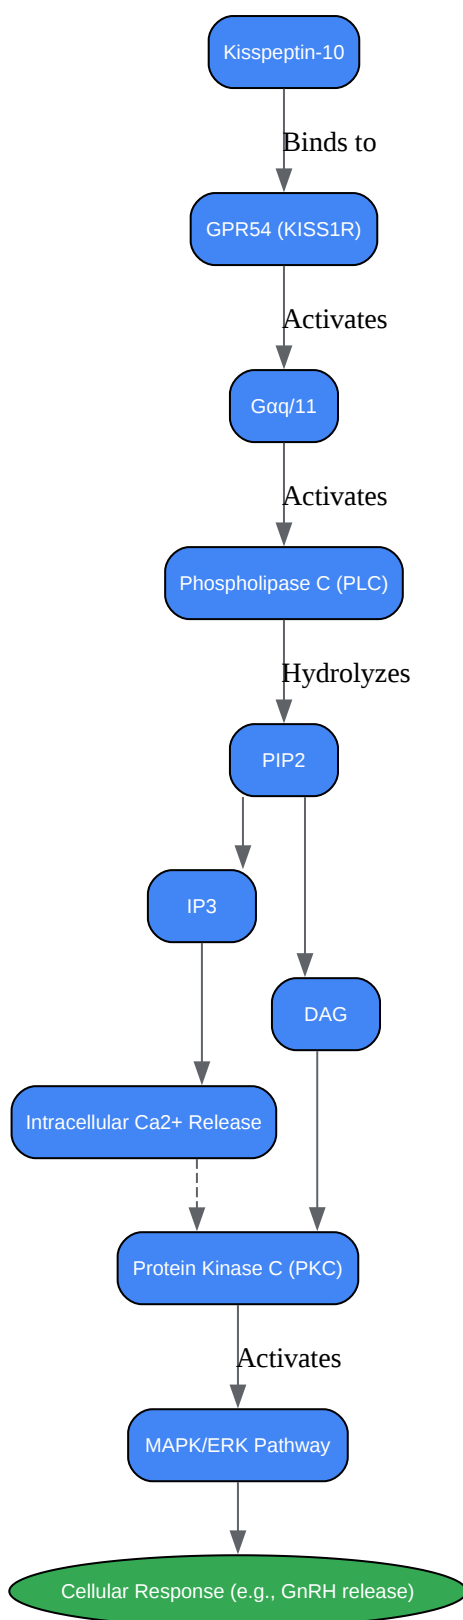 Kisspeptin-10
Binds to
GPR54 (KISS1R)
Activates
Gαq/11
Activates
Phospholipase C (PLC)
Hydrolyzes
PIP2
IP3
DAG
Intracellular Ca2+ Release
Protein Kinase C (PKC)
Activates
MAPK/ERK Pathway
Cellular Response (e.g., GnRH release)